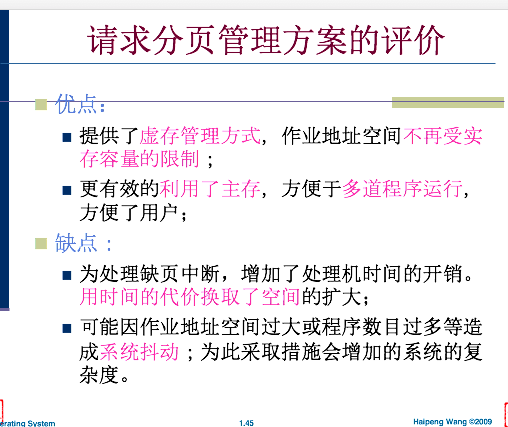 请求分页管理方案的评价
优点：
提供了虚存管理方式，作业地址空间不再受实
存容量的限制；
更有效的利用了主存，方便于多道程序运行，
方便了用户；
缺点：
为处理缺页中断，增加了处理机时间的开销。
用时间的代价换取了空间的扩大；
可能因作业地址空间过大或程序数目过多等造
成系统抖动；为此采取措施会增加的系统的复
杂度。
erating System
1.45
Haipeng Wang ©2009